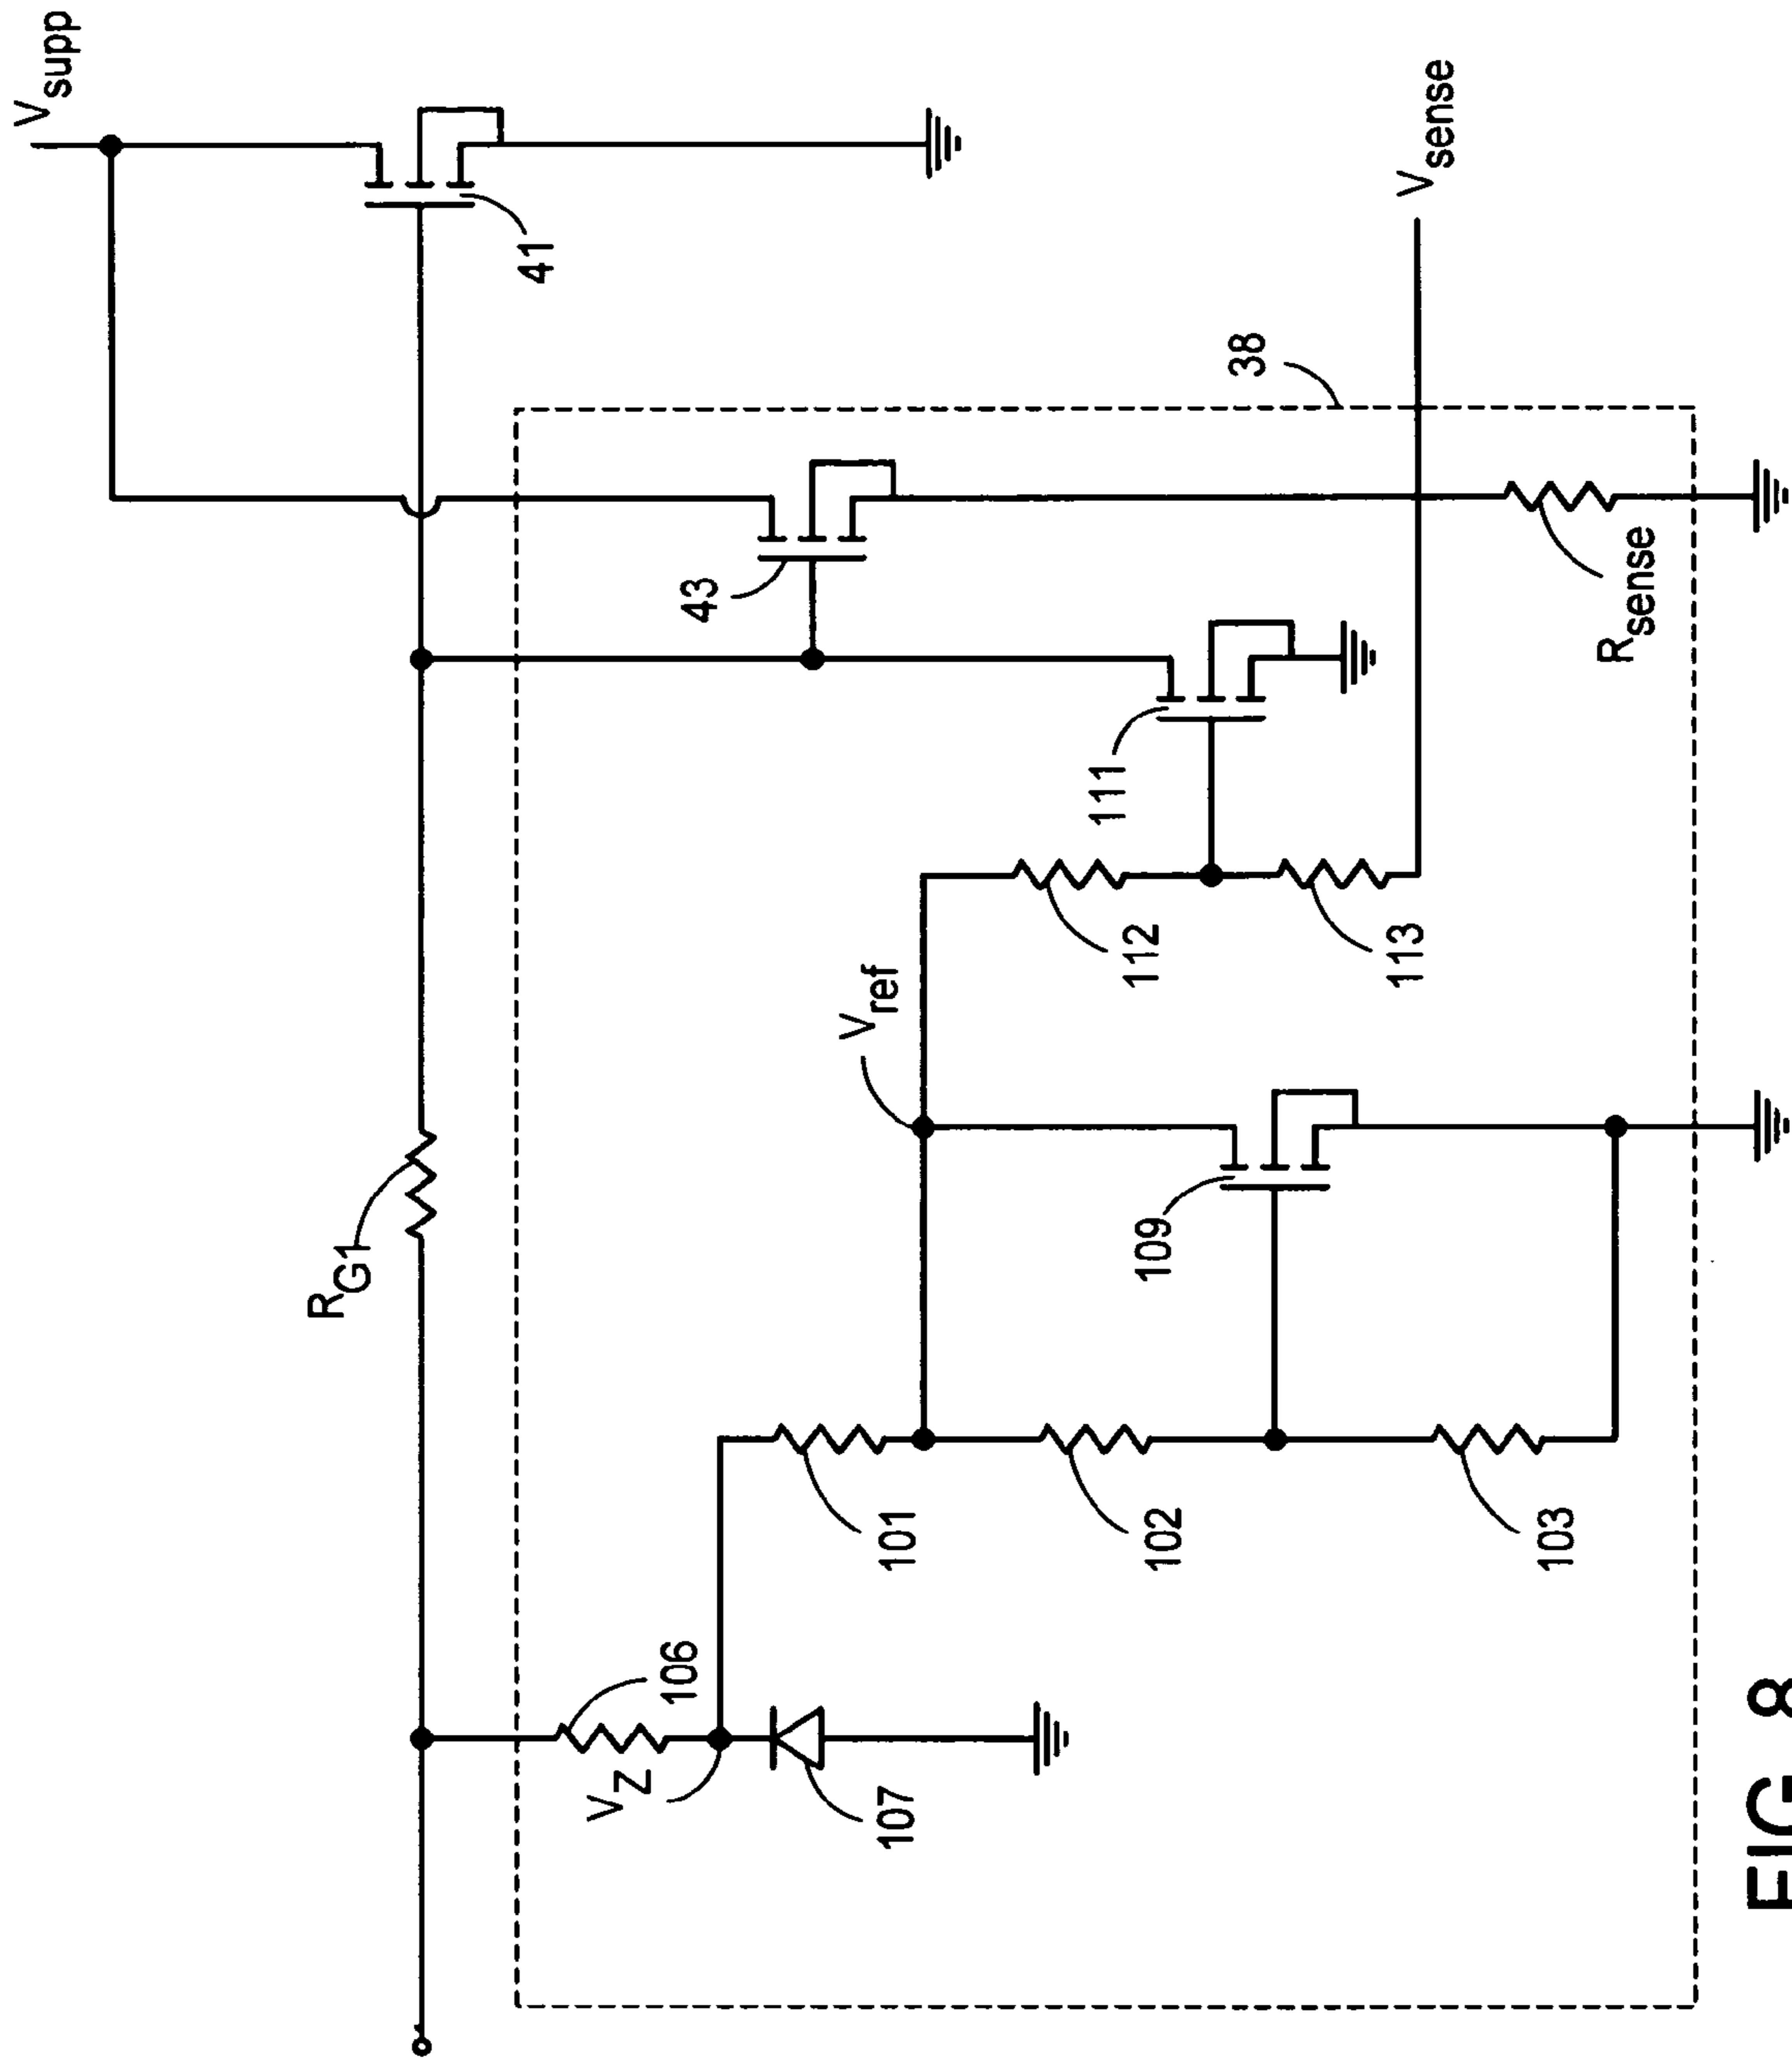 V_supp
41
V_sense
38
43
R_sense
111
112
113
V_ref
R_G1
109
101
102
103
106
V_Z
107
FIG. 8